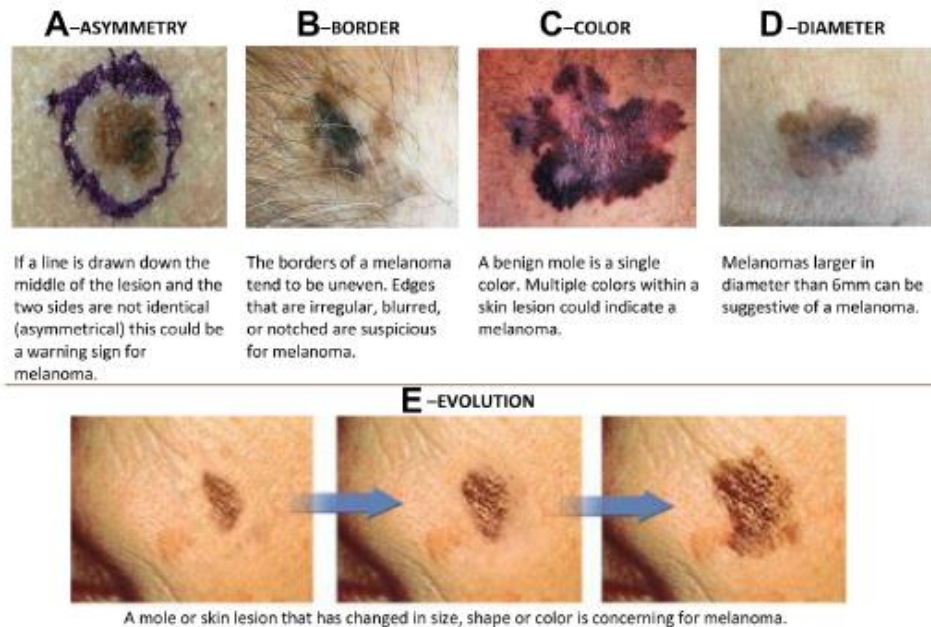 A–ASYMMETRY
B–BORDER
C–COLOR
D–DIAMETER
If a line is drawn down the
middle of the lesion and the
two sides are not identical
(asymmetrical) this could be
a warning sign for
melanoma.
The borders of a melanoma
tend to be uneven. Edges
that are irregular, blurred,
or notched are suspicious
for melanoma.
A benign mole is a single
color. Multiple colors within a
skin lesion could indicate a
melanoma.
Melanomas larger in
diameter than 6mm can be
suggestive of a melanoma.
E–EVOLUTION
A mole or skin lesion that has changed in size, shape or color is concerning for melanoma.